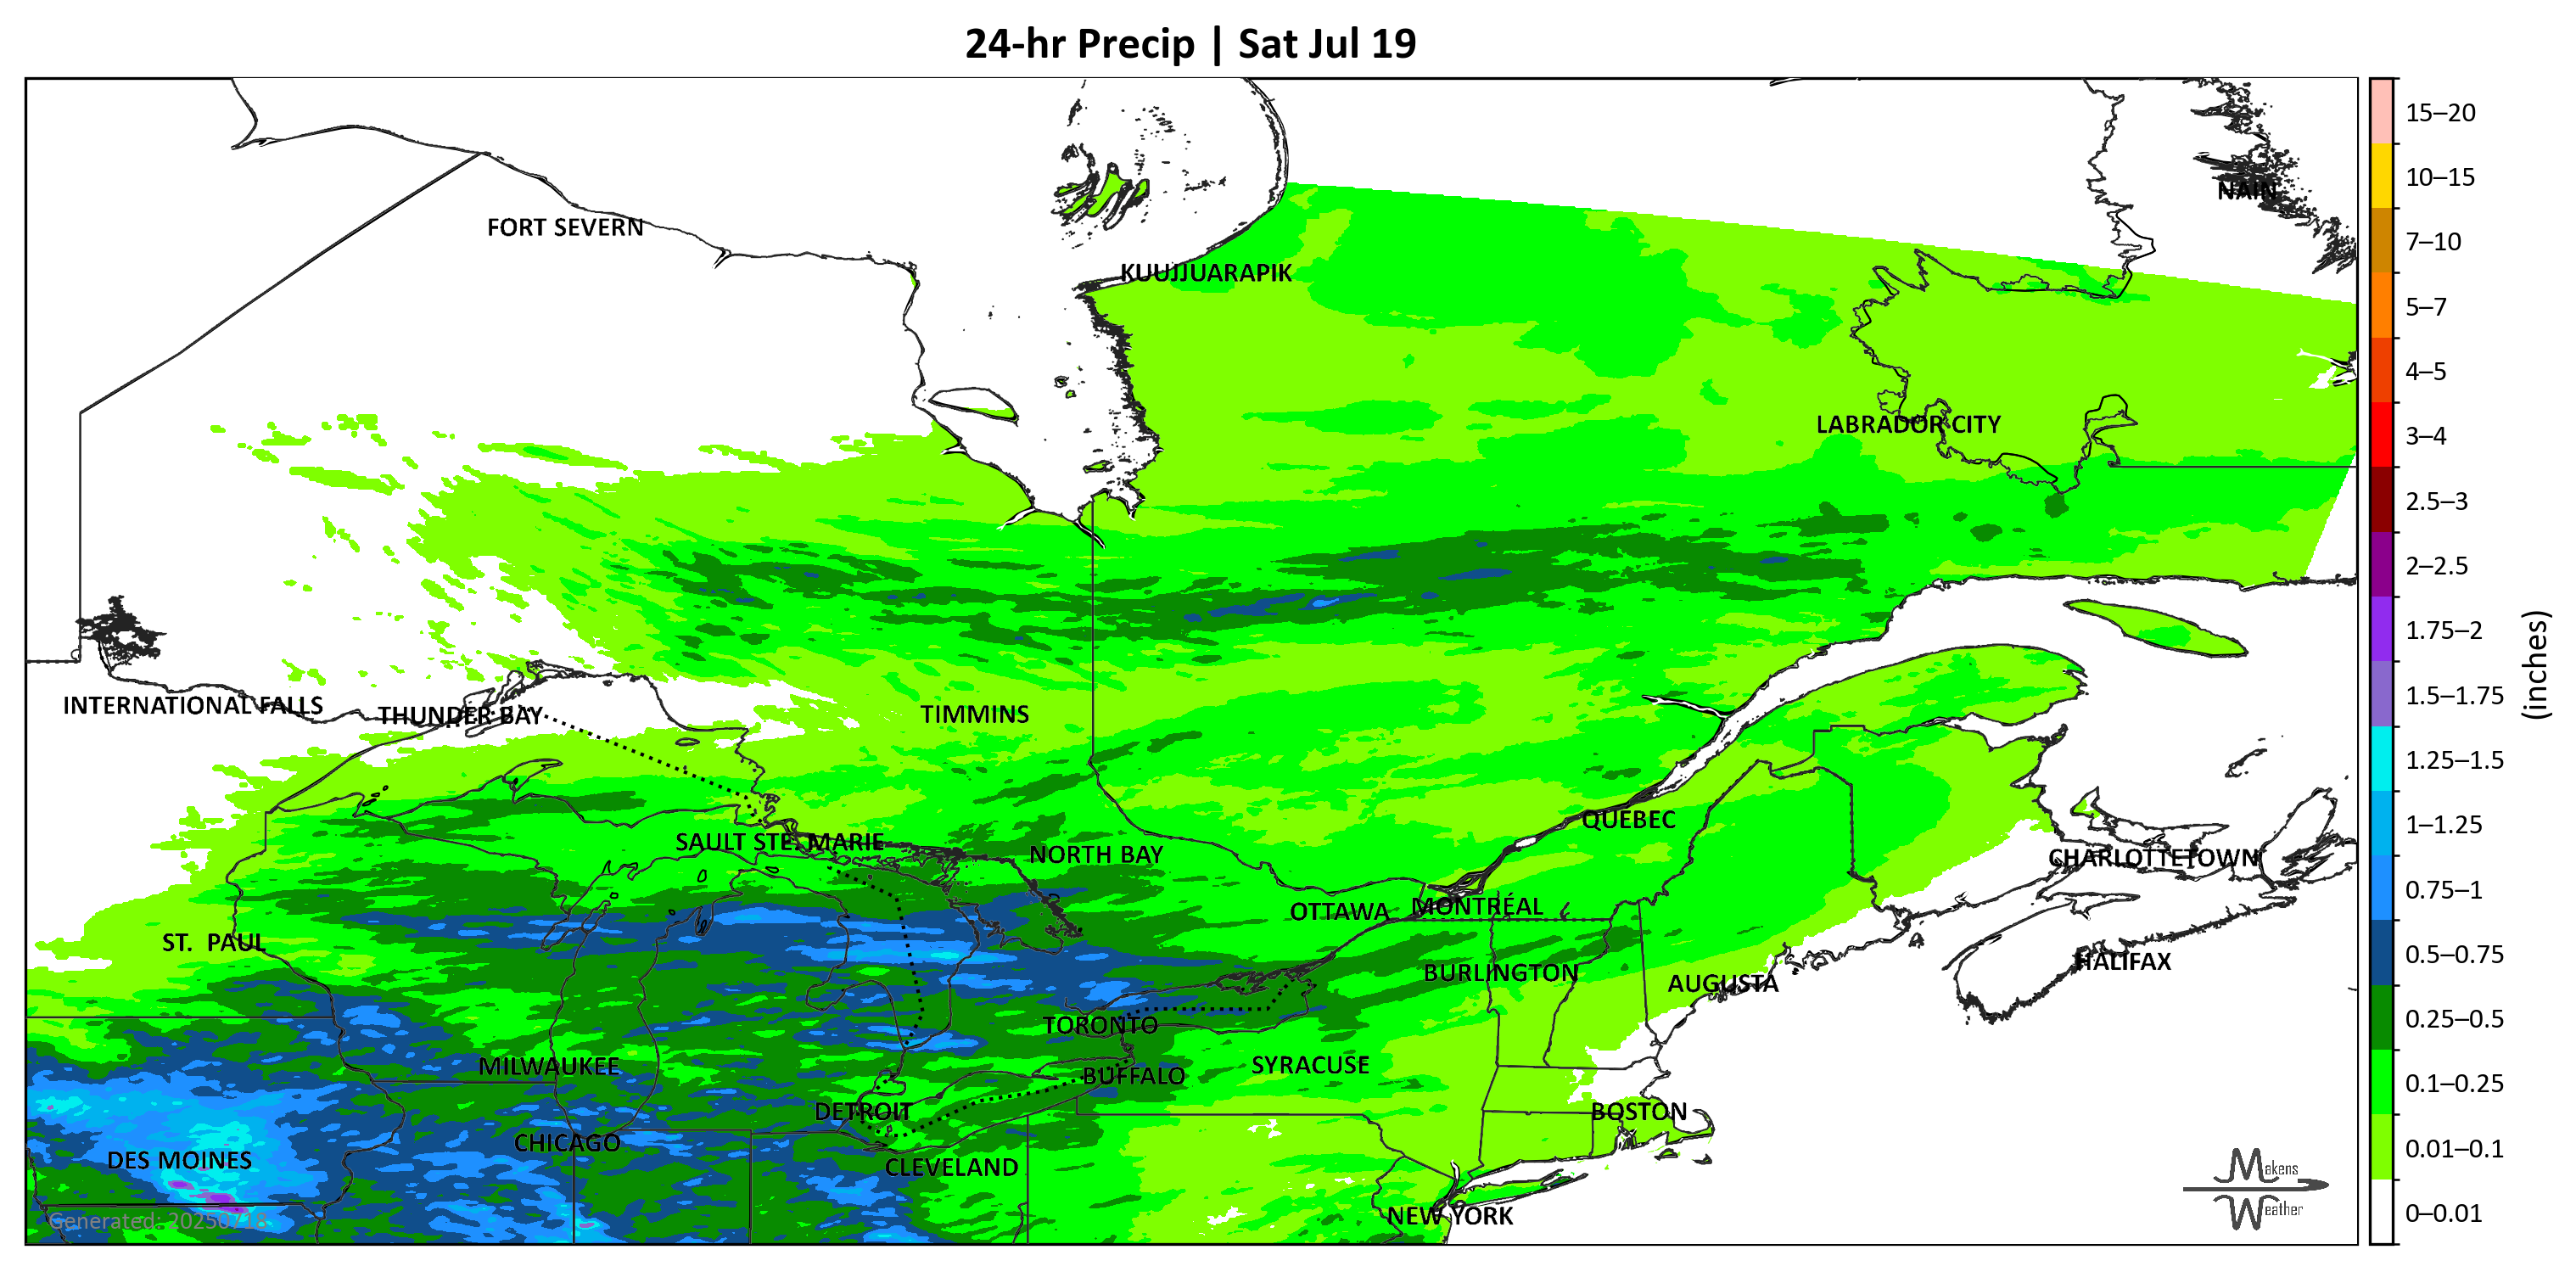 24-hr Precip | Sat Jul 19
15–20
10–15
NAIN
FORT SEVERN
7–10
KUUJJUARAPIK
5–7
4–5
LABRADOR CITY
3–4
2.5–3
2–2.5
1.75–2
(inches)
1.5–1.75
INTERNATIONAL FALLS
THUNDER BAY
TIMMINS
1.25–1.5
QUÉBEC
1–1.25
SAULT STE. MARIE
NORTH BAY
CHARLOTTETOWN
0.75–1
OTTAWA
MONTRÉAL
ST. PAUL
0.5–0.75
HALIFAX
BURLINGTON
AUGUSTA
TORONTO
0.25–0.5
MILWAUKEE
SYRACUSE
BUFFALO
0.1–0.25
DETROIT
BOSTON
CHICAGO
0.01–0.1
DES MOINES
CLEVELAND
Makens
Weather
NEW YORK
0–0.01
Generated: 20250718